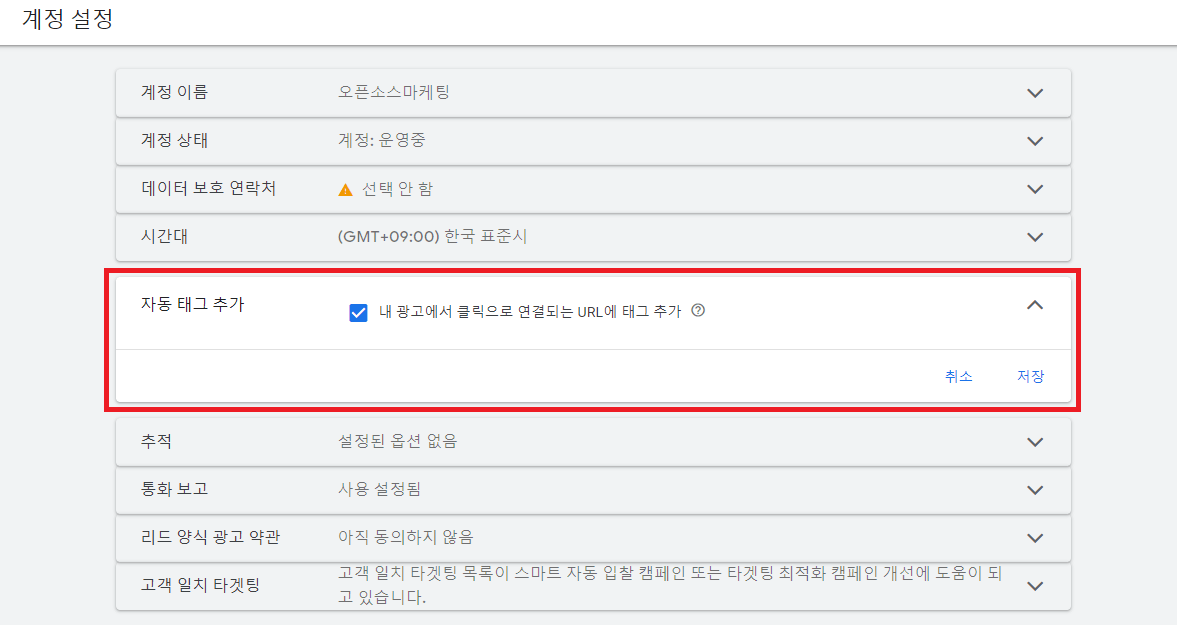 계정 설정
계정 이름 오픈소스마케팅
계정 상태 계정: 운영중
데이터 보호 연락처 선택 안 함
시간대 (GMT+09:00) 한국 표준시
자동 태그 추가 내 광고에서 클릭으로 연결되는 URL에 태그 추가
취소 저장
추적 설정된 옵션 없음
통화 보고 사용 설정됨
리드 양식 광고 약관 아직 동의하지 않음
고객 일치 타겟팅 고객 일치 타겟팅 목록이 스마트 자동 입찰 캠페인 또는 타겟팅 최적화 캠페인 개선에 도움이 되
고 있습니다.